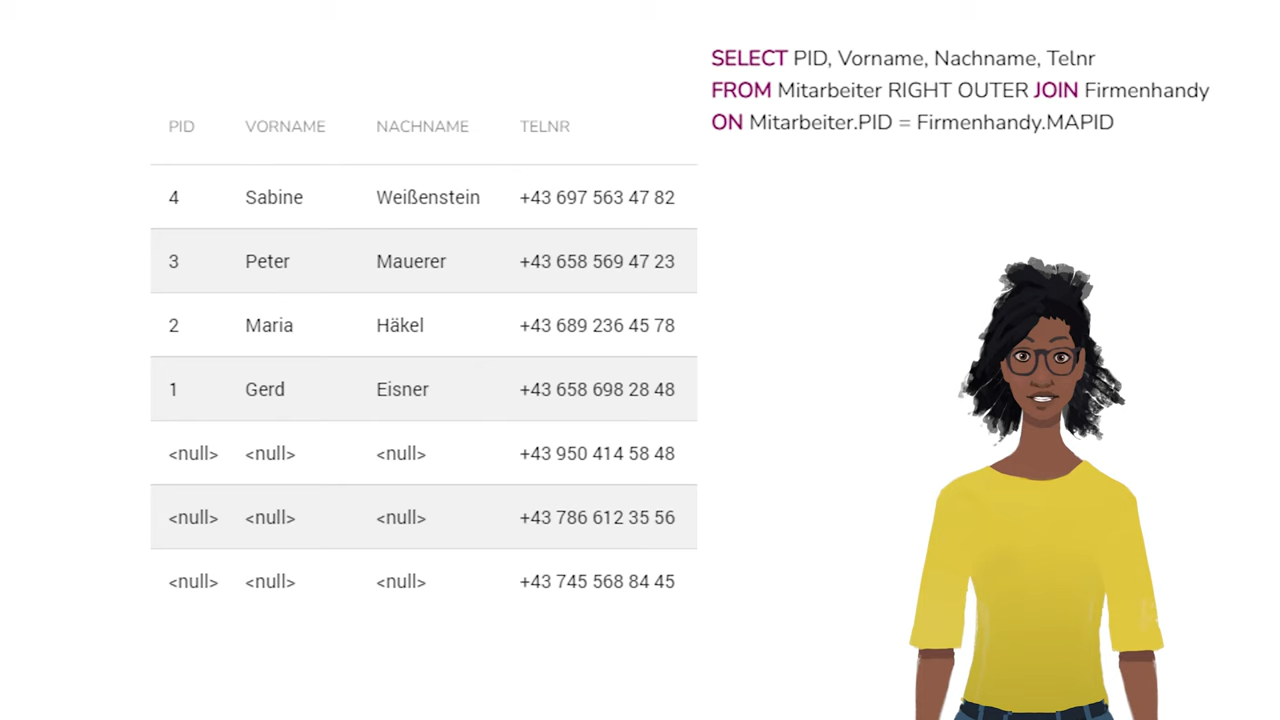 SELECT PID, Vorname, Nachname, Telnr
FROM Mitarbeiter RIGHT OUTER JOIN Firmenhandy
ON Mitarbeiter.PID = Firmenhandy.MAPID
PID VORNAME NACHNAME TELNR
4 Sabine Weißenstein +43 697 563 47 82
3 Peter Mauerer +43 658 569 47 23
2 Maria Häkel +43 689 236 45 78
1 Gerd Eisner +43 658 698 28 48
<null> <null> <null> +43 950 414 58 48
<null> <null> <null> +43 786 612 35 56
<null> <null> <null> +43 745 568 84 45